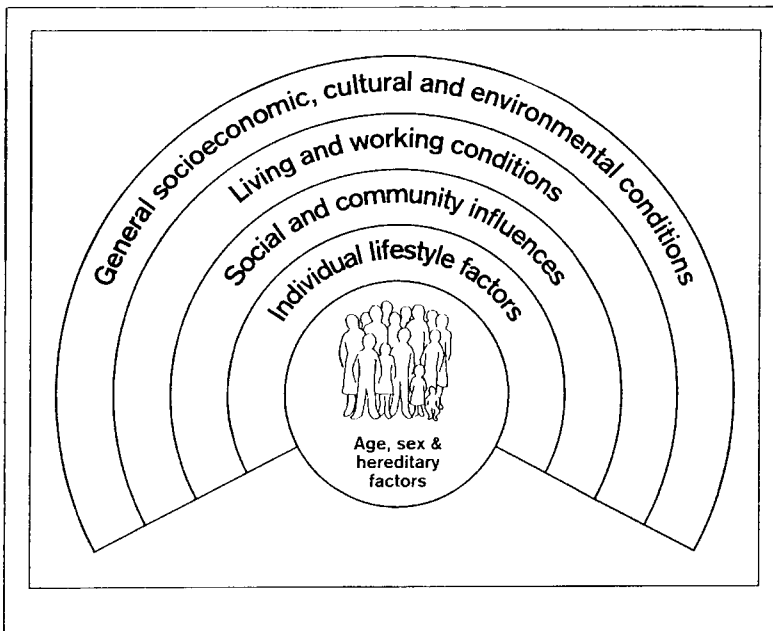 General socioeconomic, cultural and environmental conditions
Living and working conditions
Social and community influences
Individual lifestyle factors
Age, sex &
hereditary
factors